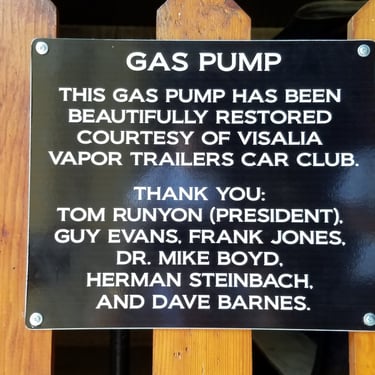 GAS PUMP
THIS GAS PUMP HAS BEEN
BEAUTIFULLY RESTORED
COURTESY OF VISALIA
VAPOR TRAILERS CAR CLUB.
THANK YOU:
TOM RUNYON (PRESIDENT),
GUY EVANS, FRANK JONES,
DR. MIKE BOYD,
HERMAN STEINBACH,
AND DAVE BARNES.